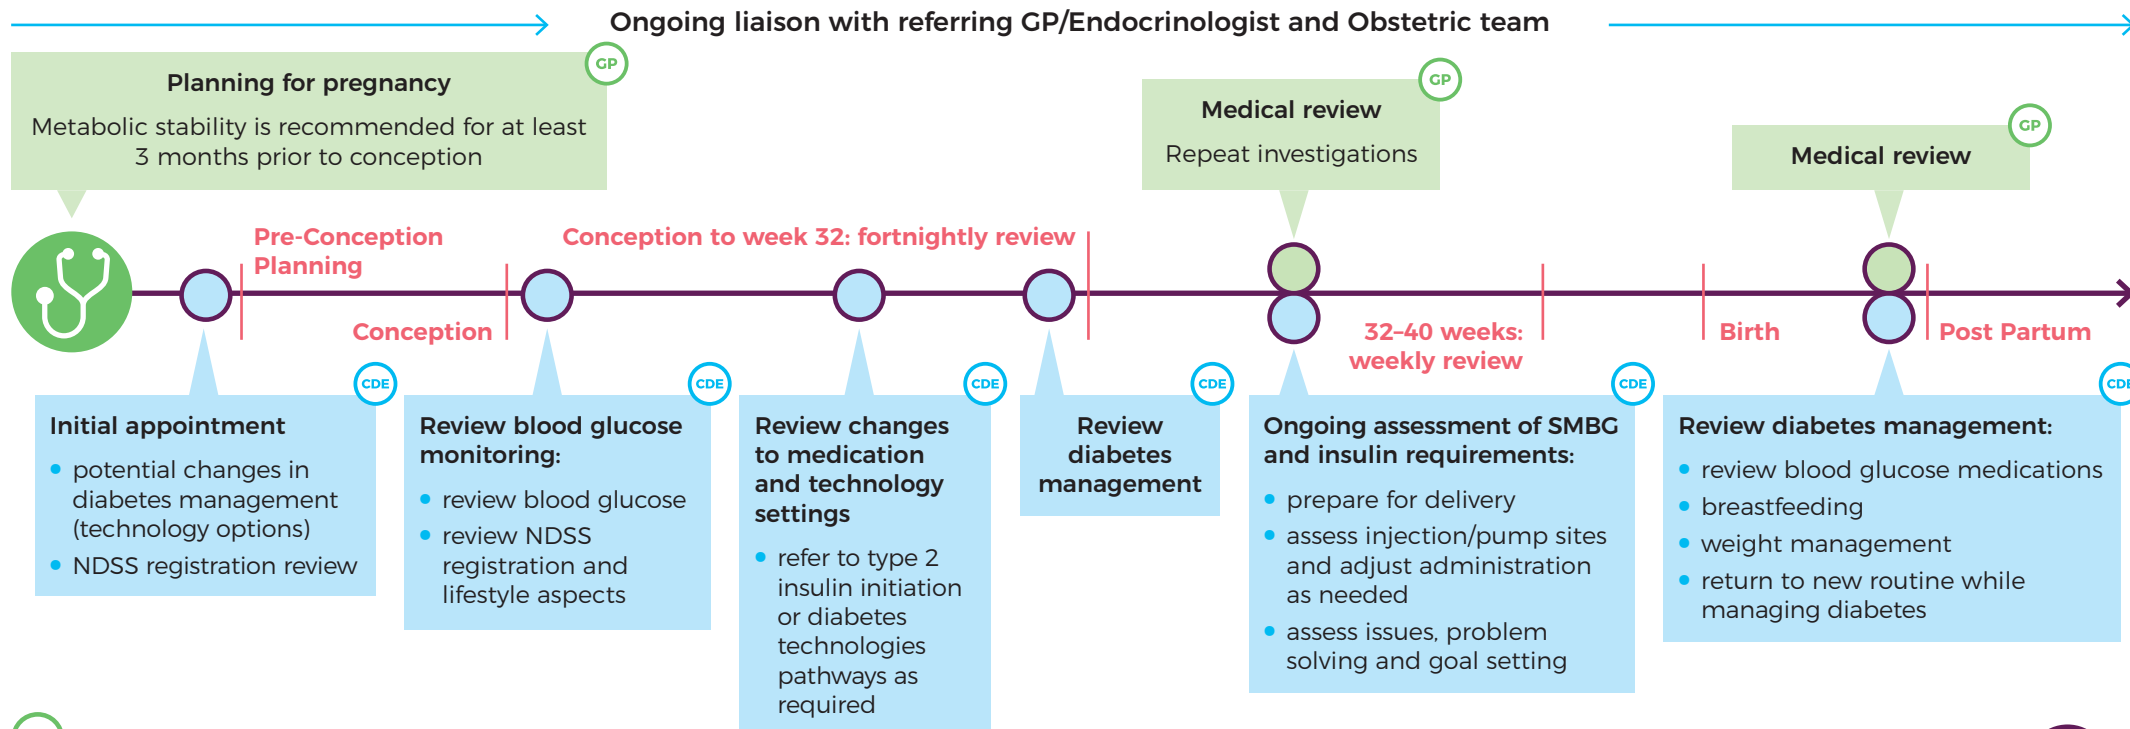 Ongoing liaison with referring GP/Endocrinologist and Obstetric team
GP
Planning for pregnancy
Metabolic stability is recommended for at least
3 months prior to conception
GP
Medical review
Repeat investigations
GP
Medical review
Pre-Conception
Planning
Conception
Conception to week 32: fortnightly review
32–40 weeks:
weekly review
Birth
Post Partum
CDE
Initial appointment
• potential changes in
diabetes management
(technology options)
• NDSS registration review
CDE
Review blood glucose
monitoring:
• review blood glucose
• review NDSS
registration and
lifestyle aspects
CDE
Review changes
to medication
and technology
settings
• refer to type 2
insulin initiation
or diabetes
technologies
pathways as
required
CDE
Review
diabetes
management
CDE
Ongoing assessment of SMBG
and insulin requirements:
• prepare for delivery
• assess injection/pump sites
and adjust administration
as needed
• assess issues, problem
solving and goal setting
CDE
Review diabetes management:
• review blood glucose medications
• breastfeeding
• weight management
• return to new routine while
managing diabetes